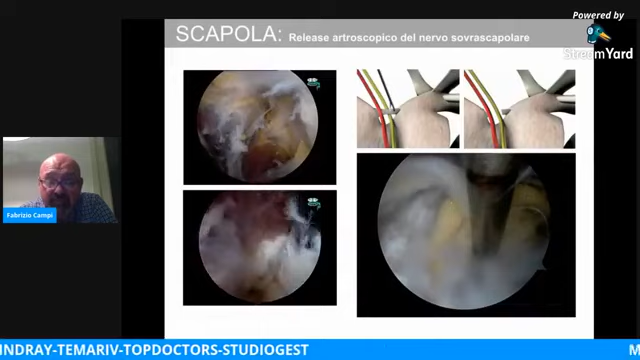 Powered by
StreamYard
SCAPOLA: Release artroscopico del nervo sovrascapolare
Fabrizio Campi
INDRAY-TEMARIV-TOPDOCTORS-STUDIOGEST
M